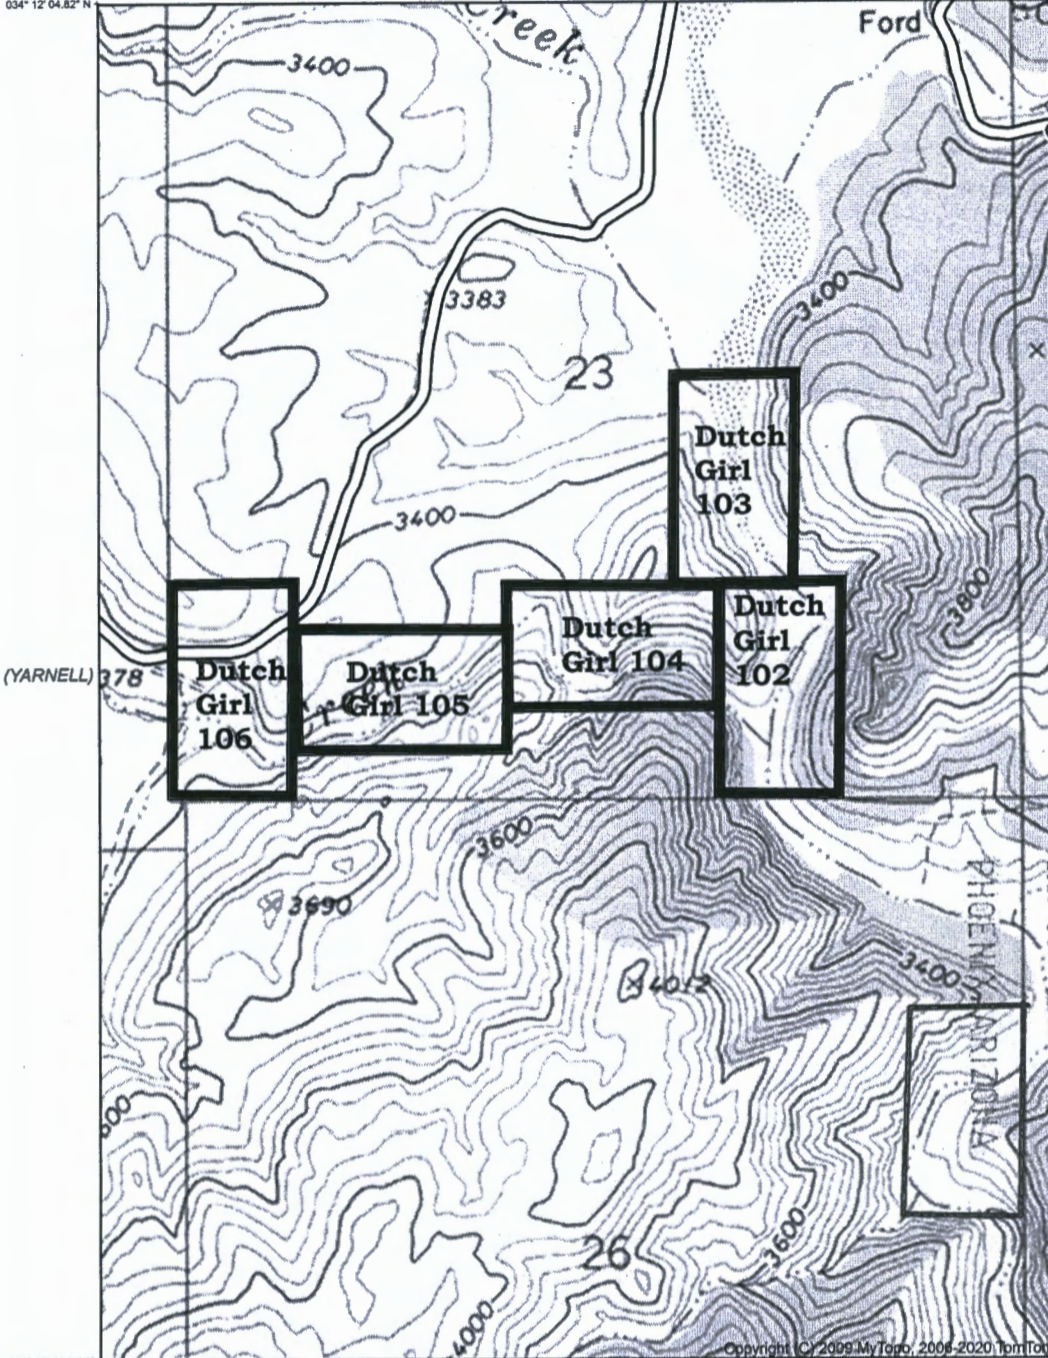 034° 12' 04.82" N
Creek
Ford
3400
3400
3383
23
Dutch
Girl
103
3400
3800
Dutch
Girl 104
Dutch
Girl
102
(YARNELL)
378
Dutch
Girl
106
Dutch
Girl 105
3600
3690
4012
3400
PHOENIX ARIZONA
26
3600
4000
Copyright (C) 2009 MyTopo, 2006-2020 TomTo